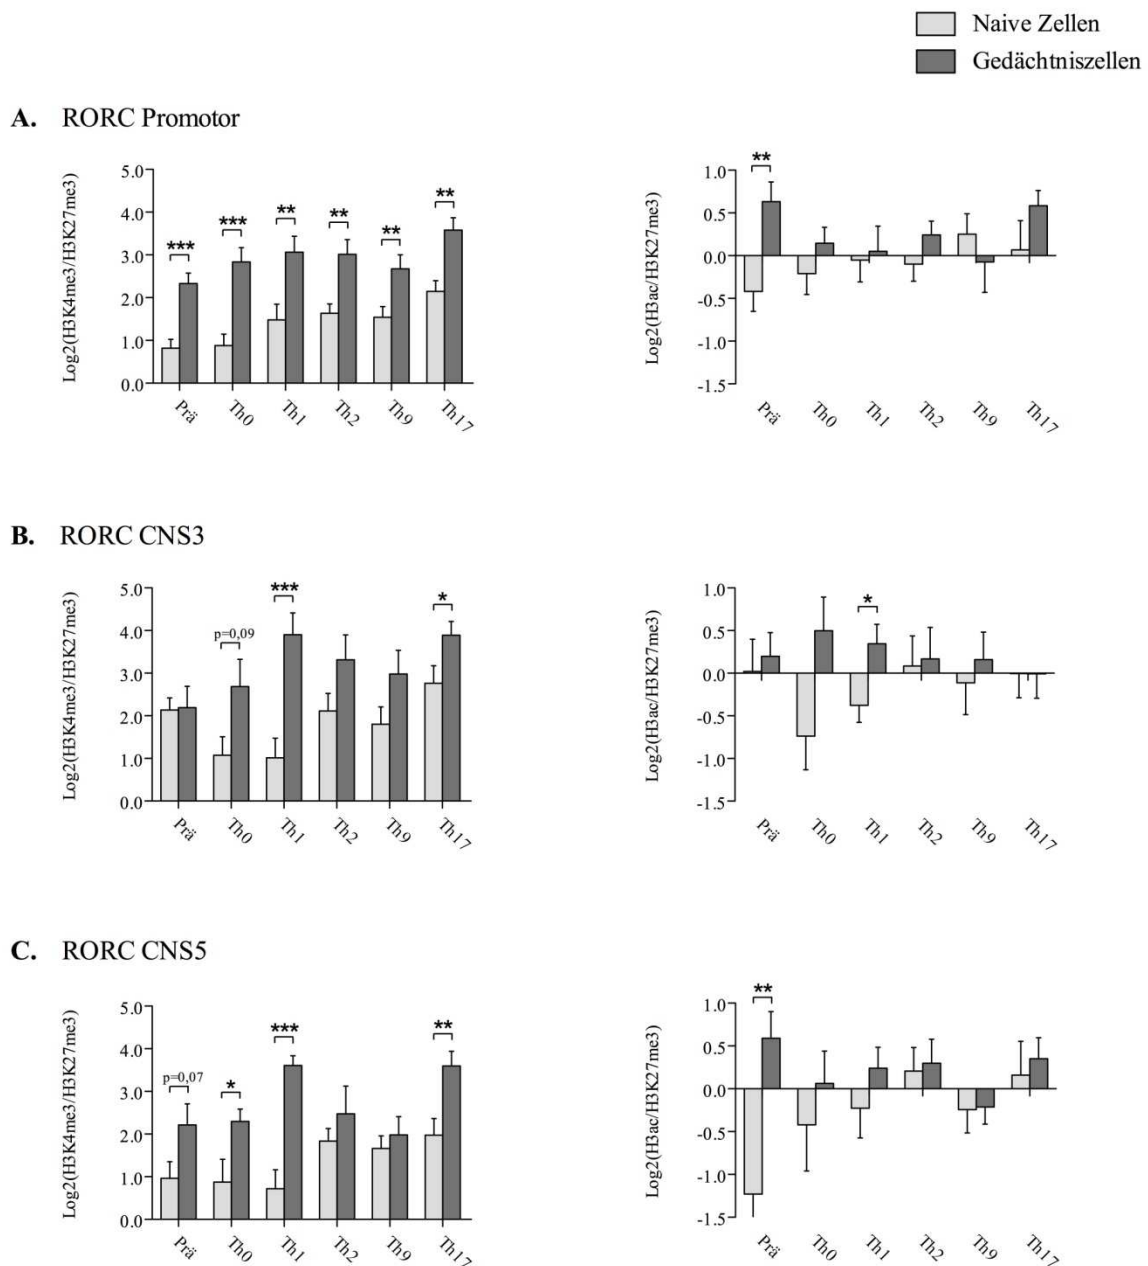 Naive Zellen
Gedächtniszellen
A. RORC Promotor
Log2(H3K4me3/H3K27me3)
5.0
4.0
3.0
2.0
1.0
0.0
***
***
**
**
**
**
Prä
Th0
Th1
Th2
Th9
Th17
Log2(H3ac/H3K27me3)
1.0
0.5
0.0
-0.5
-1.0
-1.5
**
Prä
Th0
Th1
Th2
Th9
Th17
B. RORC CNS3
Log2(H3K4me3/H3K27me3)
5.0
4.0
3.0
2.0
1.0
0.0
p=0,09
***
*
Prä
Th0
Th1
Th2
Th9
Th17
Log2(H3ac/H3K27me3)
1.0
0.5
0.0
-0.5
-1.0
-1.5
*
Prä
Th0
Th1
Th2
Th9
Th17
C. RORC CNS5
Log2(H3K4me3/H3K27me3)
5.0
4.0
3.0
2.0
1.0
0.0
p=0,07
*
***
**
Prä
Th0
Th1
Th2
Th9
Th17
Log2(H3ac/H3K27me3)
1.0
0.5
0.0
-0.5
-1.0
-1.5
**
Prä
Th0
Th1
Th2
Th9
Th17